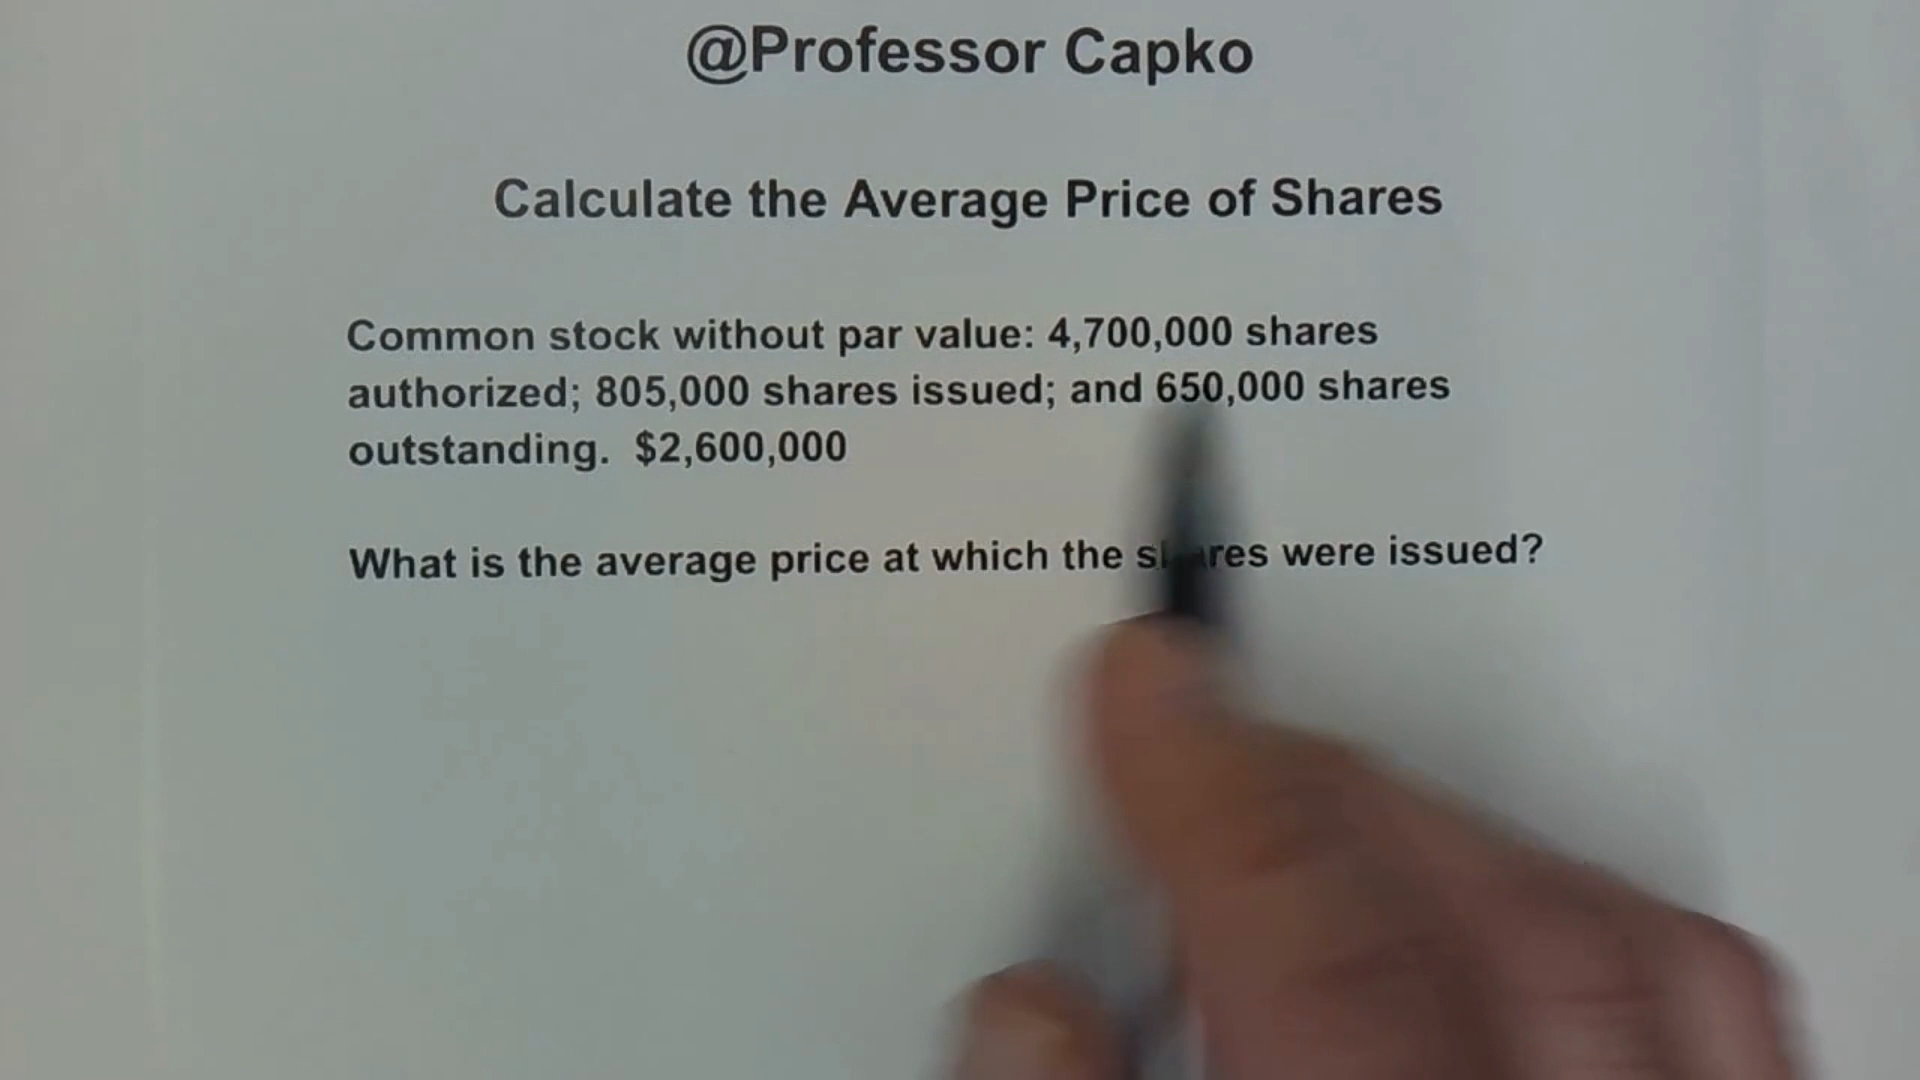 @Professor Capko
Calculate the Average Price of Shares
Common stock without par value: 4,700,000 shares
authorized; 805,000 shares issued; and 650,000 shares
outstanding. $2,600,000
What is the average price at which the shares were issued?